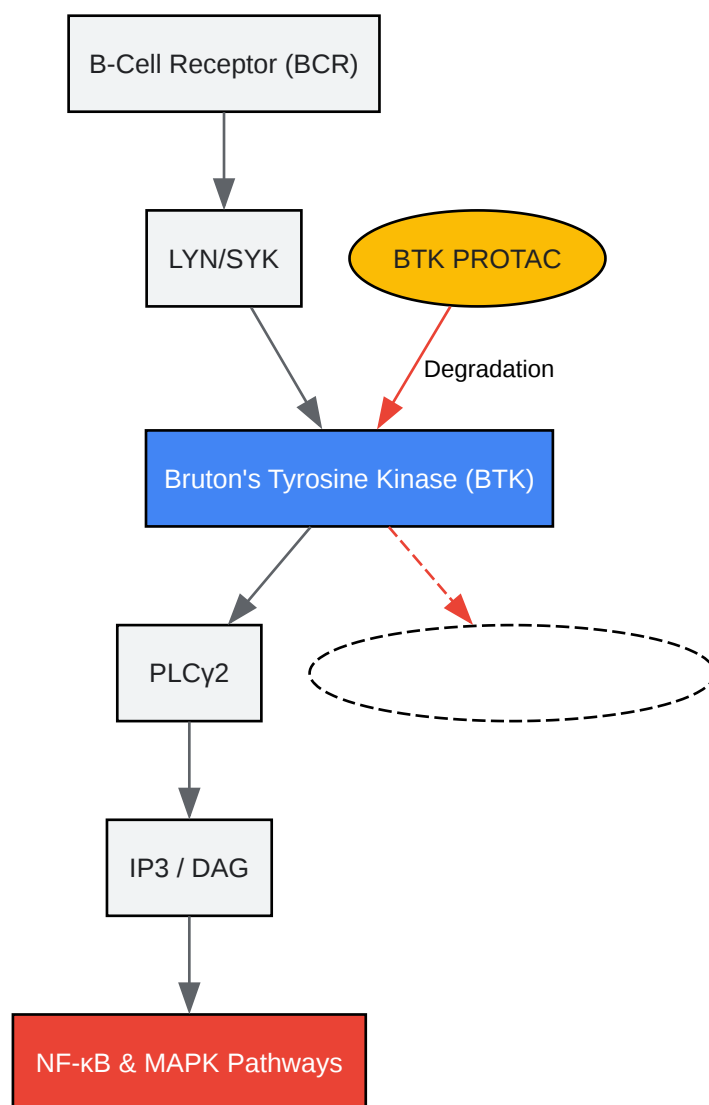 B-Cell Receptor (BCR)
LYN/SYK
BTK PROTAC
Degradation
Bruton's Tyrosine Kinase (BTK)
PLCγ2
IP3 / DAG
NF-κB & MAPK Pathways